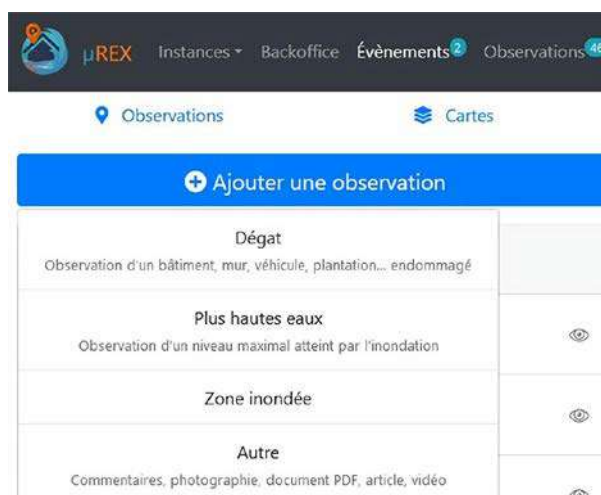 µREX Instances Backoffice Évènements 2 Observations 46
Observations Cartes
Ajouter une observation
Dégat
Observation d'un bâtiment, mur, véhicule, plantation... endommagé
Plus hautes eaux
Observation d'un niveau maximal atteint par l'inondation
Zone inondée
Autre
Commentaires, photographie, document PDF, article, vidéo